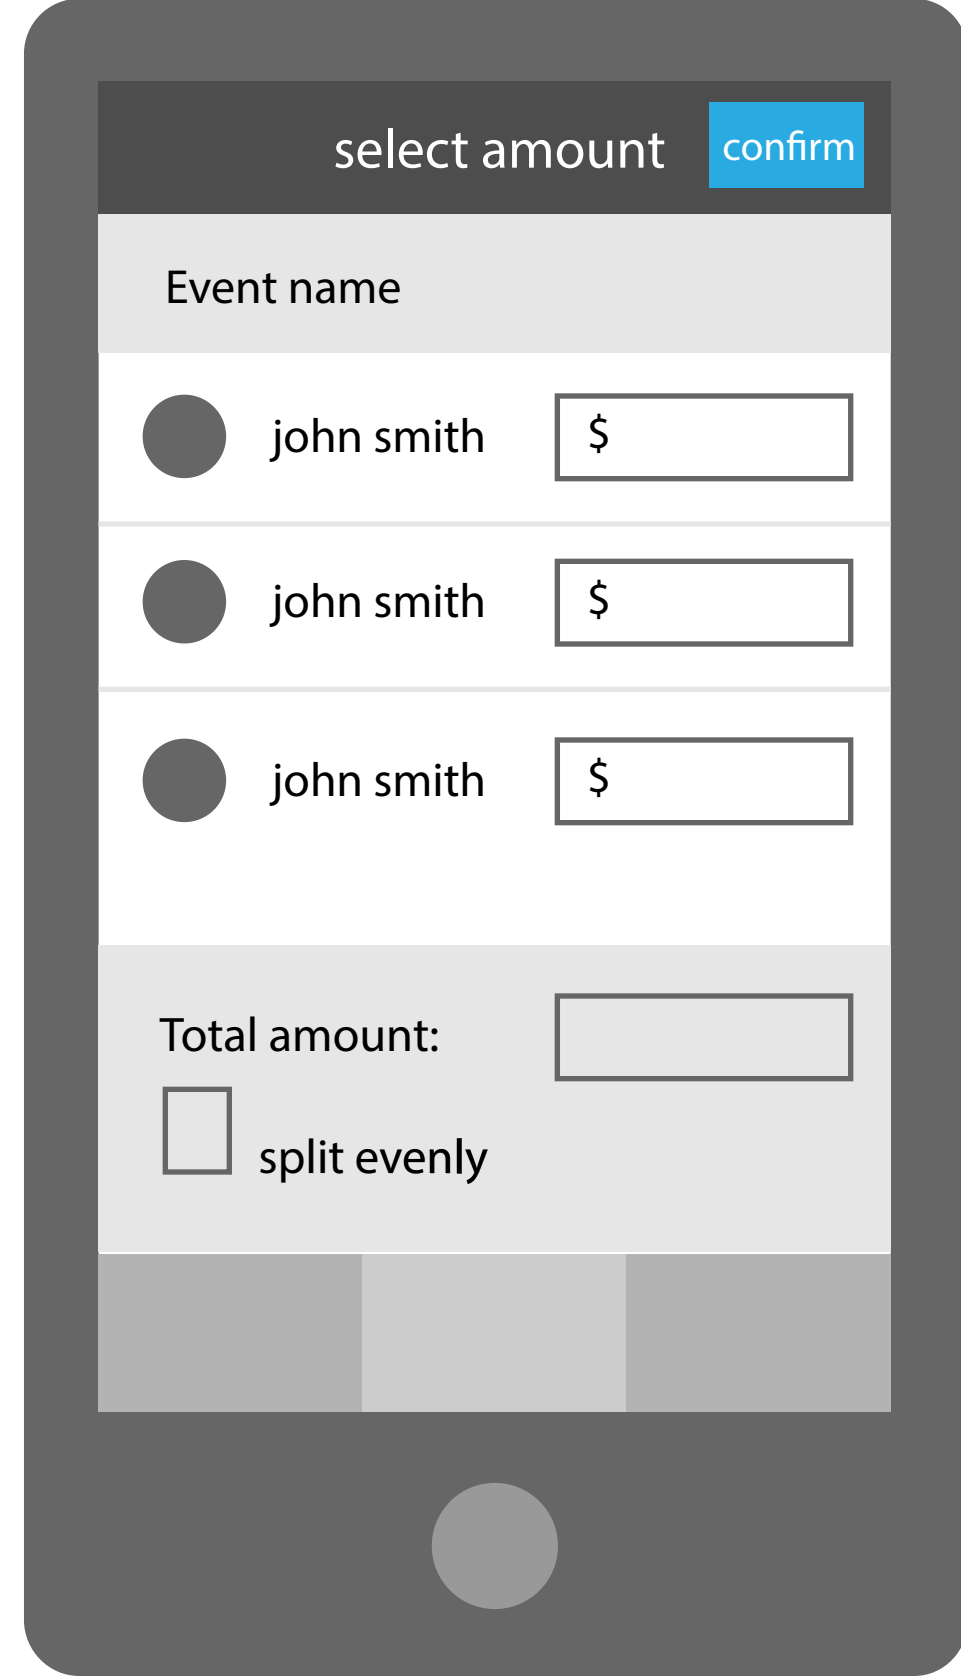 select amount confirm
Event name
john smith $
john smith $
john smith $
Total amount:
split evenly